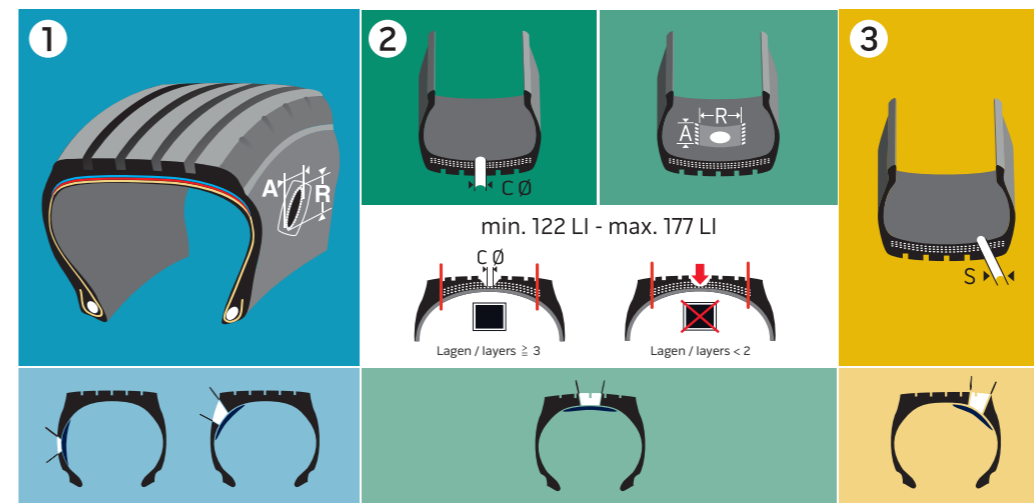 1
A
R
2
C Ø
A
R
min. 122 LI - max. 177 LI
C Ø
Lagen / layers ≧ 3
Lagen / layers < 2
3
S